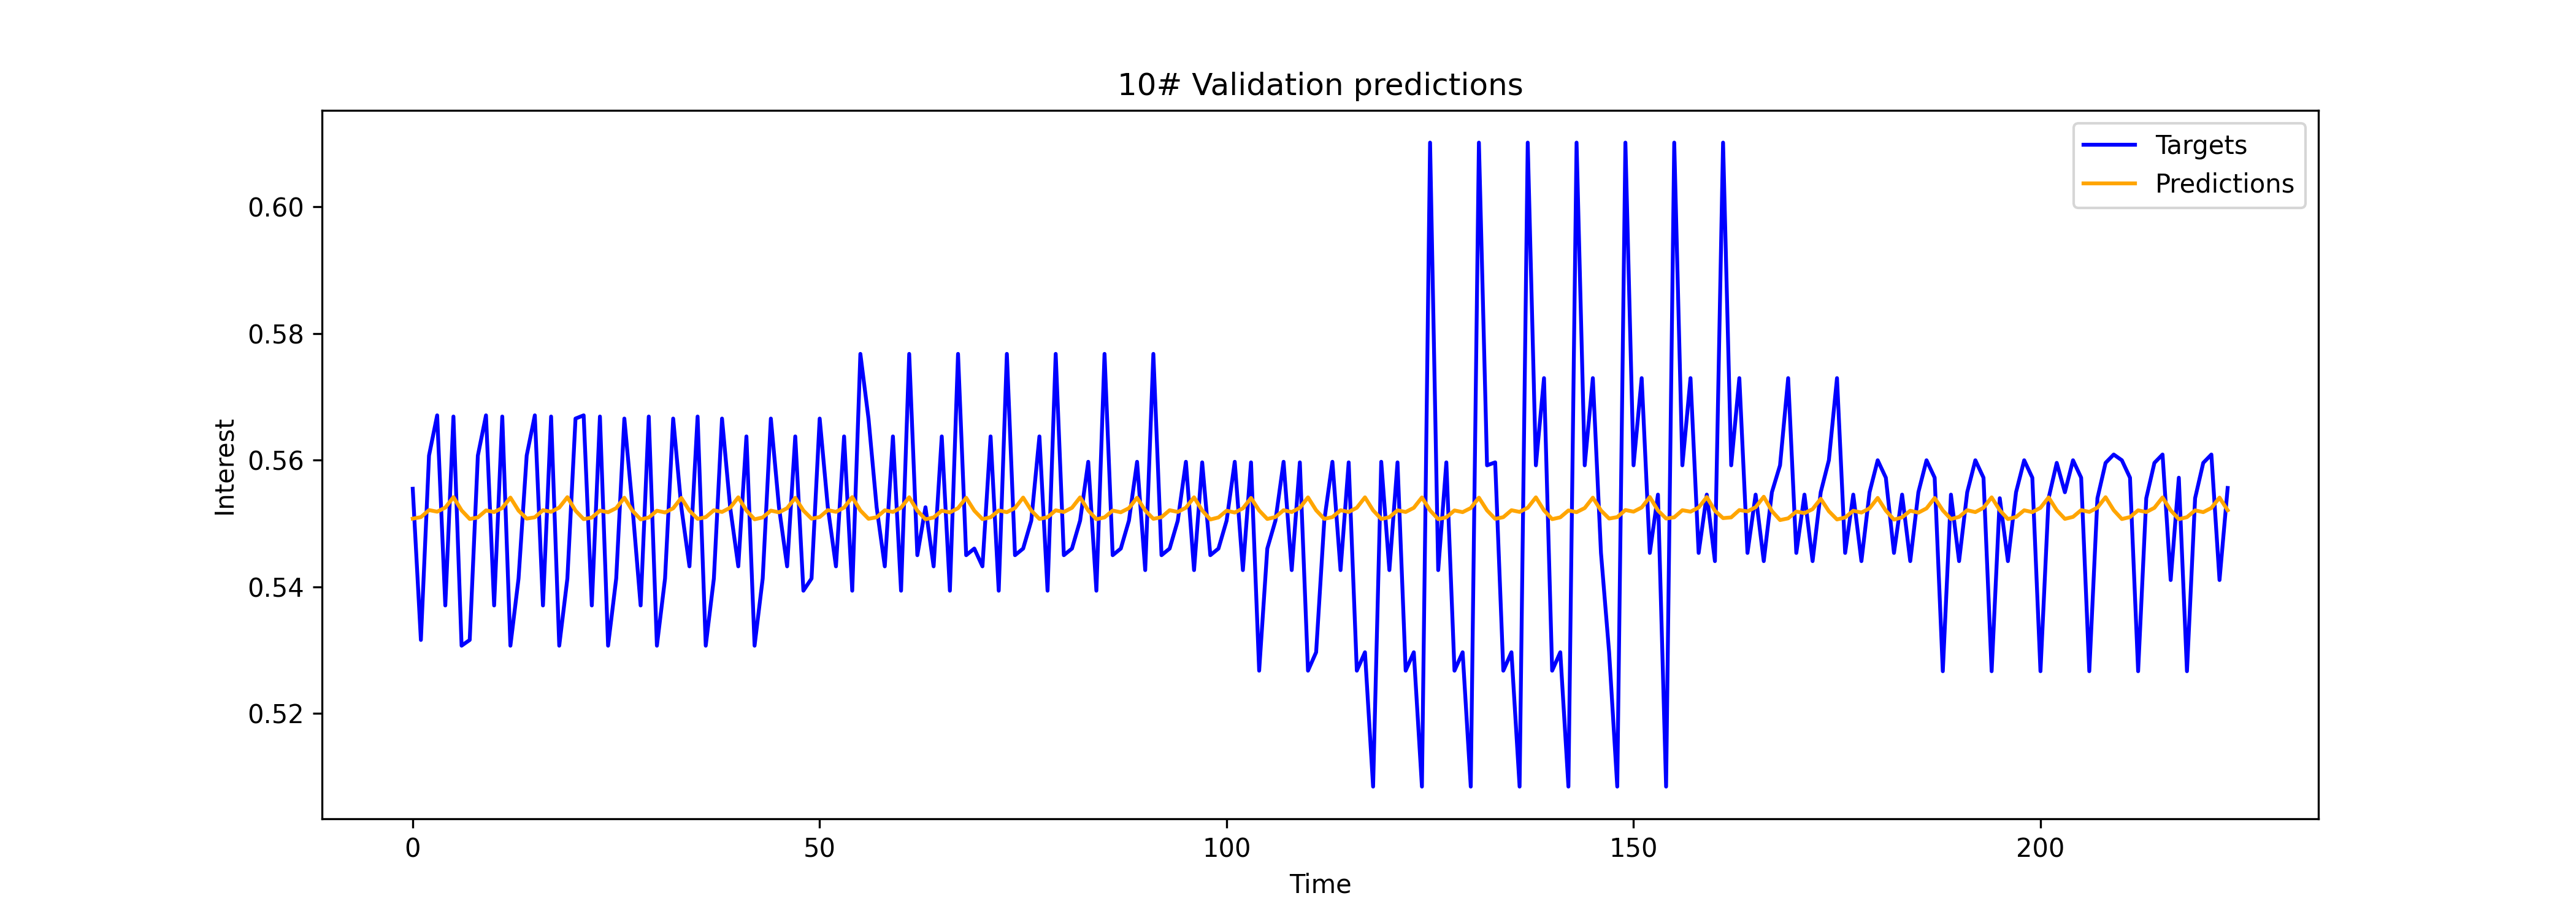 10# Validation predictions
Targets
Predictions
Interest
0.60
0.58
0.56
0.54
0.52
0
50
100
150
200
Time